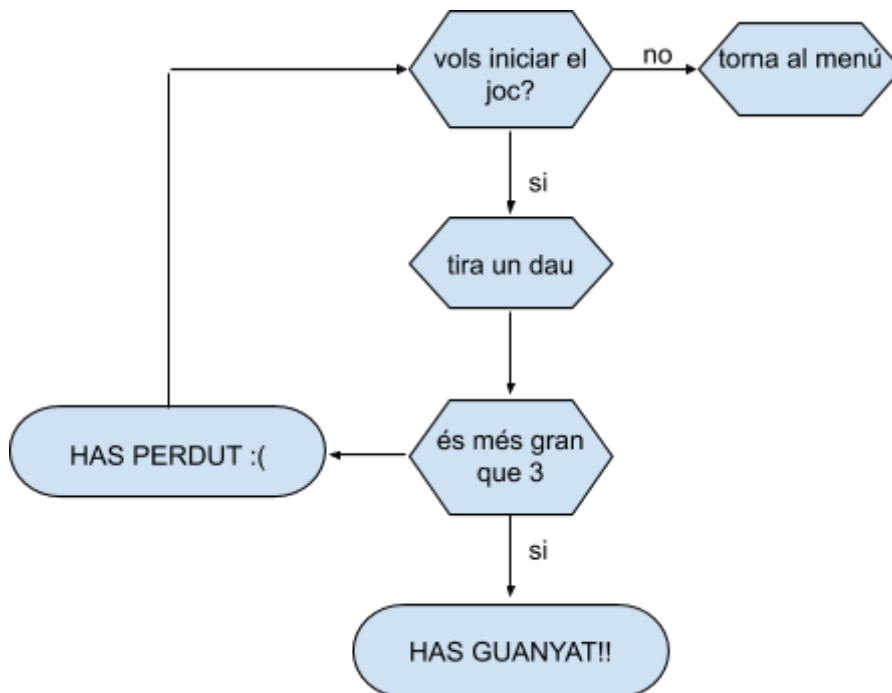 vols iniciar el
joc?
no
torna al menú
si
tira un dau
és més gran
que 3
HAS PERDUT :(
si
HAS GUANYAT!!